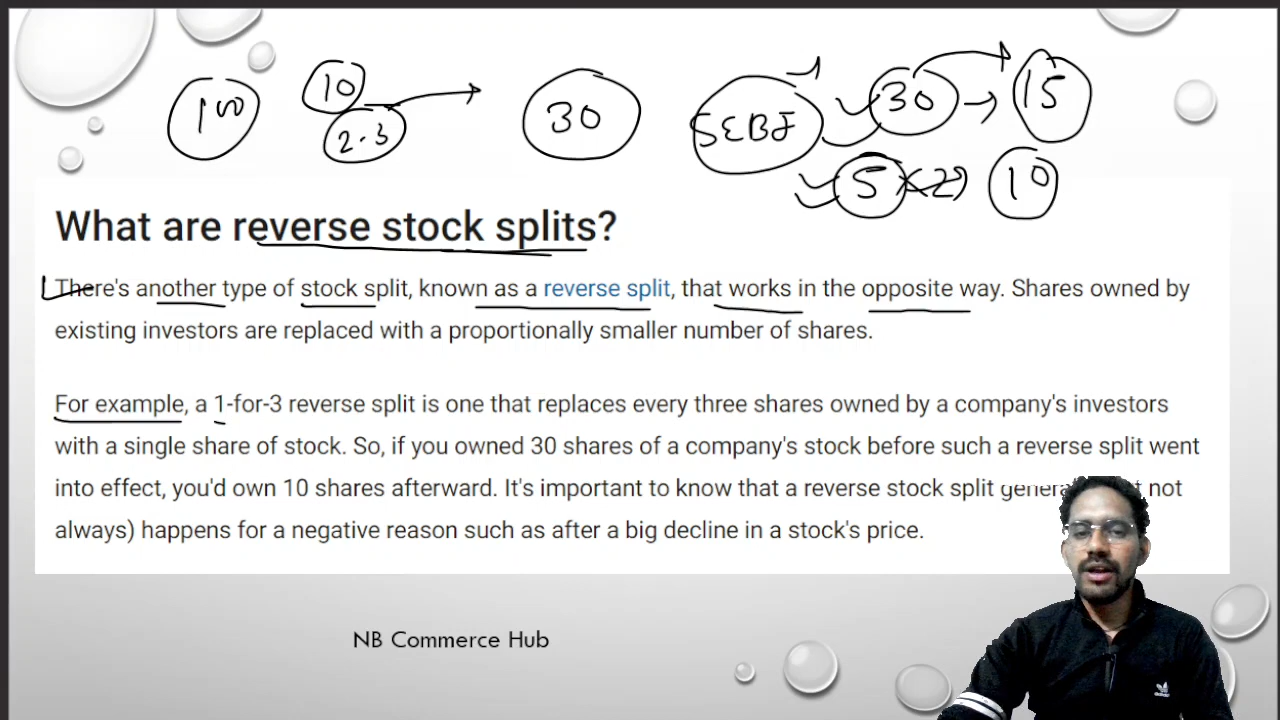 100 10 2-3 30 SEBI 30 15
5 (2) 10
What are reverse stock splits?
There's another type of stock split, known as a reverse split, that works in the opposite way. Shares owned by
existing investors are replaced with a proportionally smaller number of shares.
For example, a 1-for-3 reverse split is one that replaces every three shares owned by a company's investors
with a single share of stock. So, if you owned 30 shares of a company's stock before such a reverse split went
into effect, you'd own 10 shares afterward. It's important to know that a reverse stock split not
always) happens for a negative reason such as after a big decline in a stock's price.
NB Commerce Hub